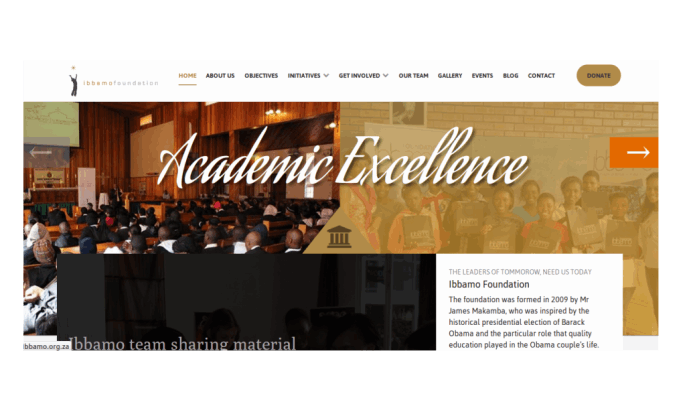 Ibbamofoundation
HOME ABOUT US OBJECTIVES INITIATIVES GET INVOLVED OUR TEAM GALLERY EVENTS BLOG CONTACT DONATE
Academic Excellence
THE LEADERS OF TOMMOROW, NEED US TODAY
Ibbamo Foundation
The foundation was formed in 2009 by Mr
James Makamba, who was inspired by the
historical presidential election of Barack
Obama and the particular role that quality
education played in the Obama couple's life.
Ibbamo team sharing material
ibbamo.org.za